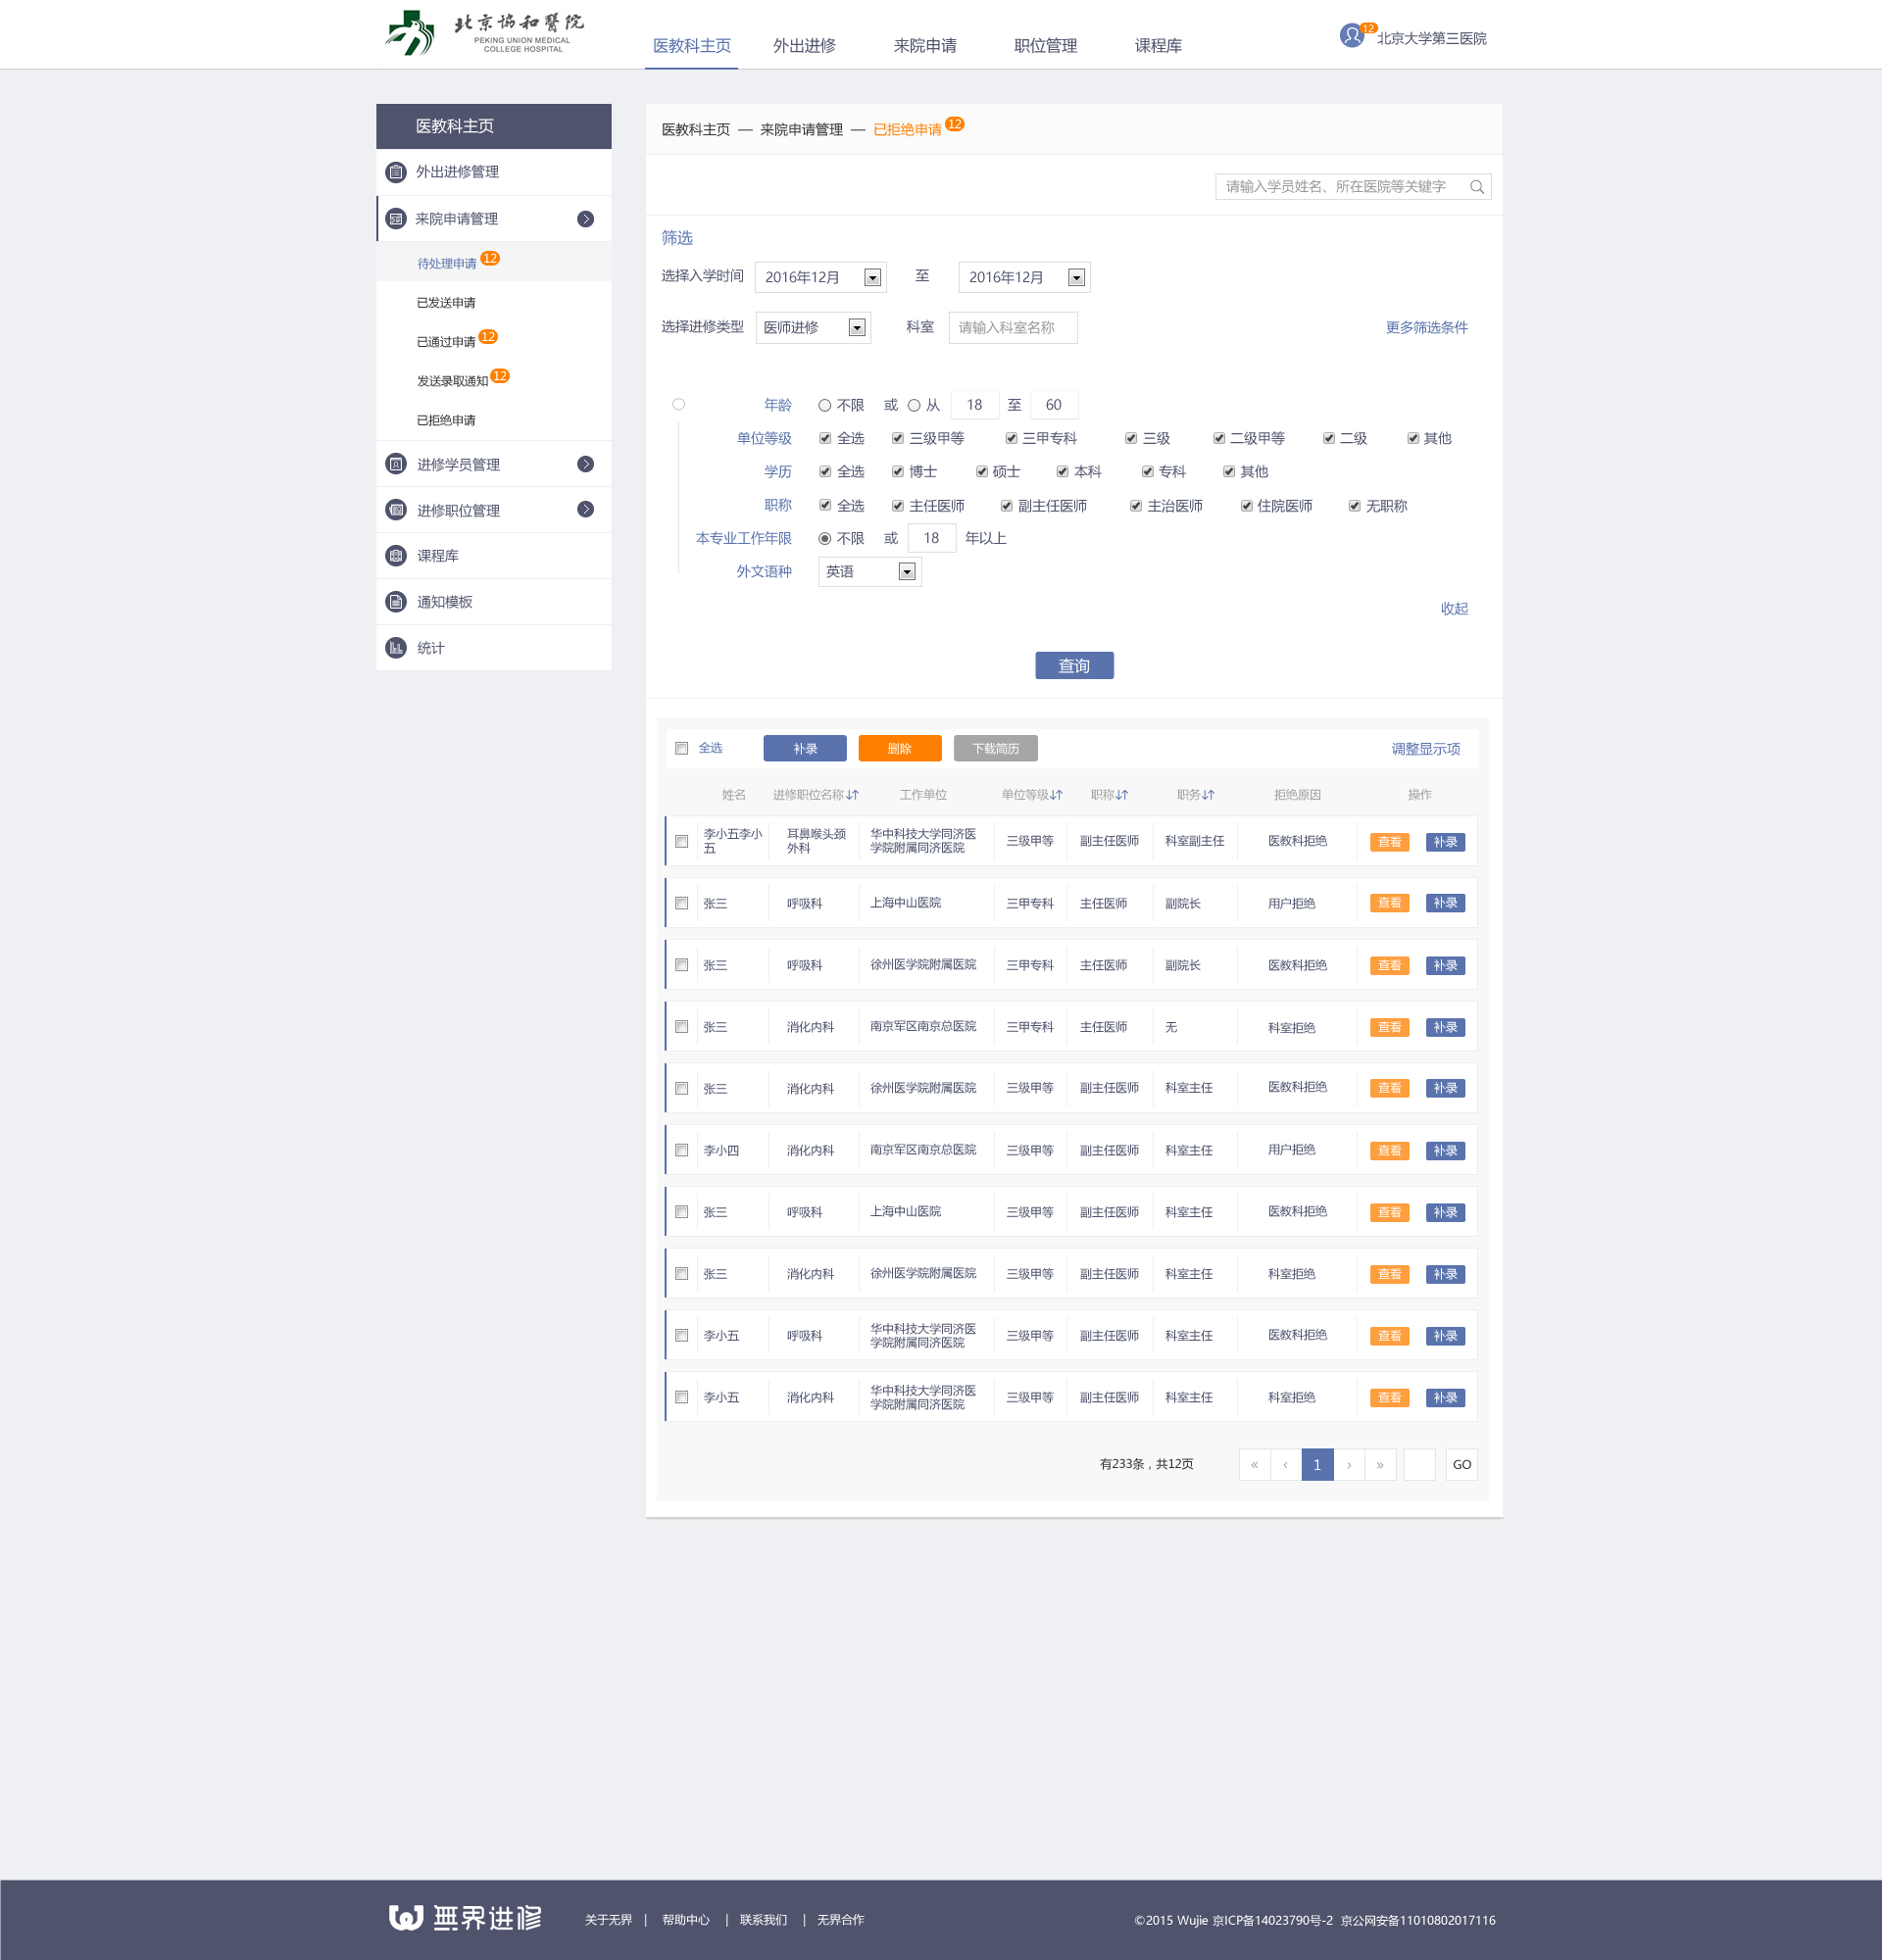 北京协和醫院
PEKING UNION MEDICAL
COLLEGE HOSPITAL
医教科主页 外出进修 来院申请 职位管理 课程库
12 北京大学第三医院
医教科主页
外出进修管理
来院申请管理
待处理申请 12
已发送申请
已通过申请 12
发送录取通知 12
已拒绝申请
进修学员管理
进修职位管理
课程库
通知模板
统计
医教科主页 — 来院申请管理 — 已拒绝申请 12
请输入学员姓名、所在医院等关键字
筛选
选择入学时间 2016年12月 至 2016年12月
选择进修类型 医师进修 科室 请输入科室名称 更多筛选条件
年龄 不限 或 从 18 至 60
单位等级 全选 三级甲等 三甲专科 三级 二级甲等 二级 其他
学历 全选 博士 硕士 本科 专科 其他
职称 全选 主任医师 副主任医师 主治医师 住院医师 无职称
本专业工作年限 不限 或 18 年以上
外文语种 英语
收起
查询
全选 补录 删除 下载简历 调整显示项
姓名 进修职位名称 工作单位 单位等级 职称 职务 拒绝原因 操作
李小五李小五 耳鼻喉头颈外科 华中科技大学同济医学院附属同济医院 三级甲等 副主任医师 科室副主任 医教科拒绝 查看 补录
张三 呼吸科 上海中山医院 三甲专科 主任医师 副院长 用户拒绝 查看 补录
张三 呼吸科 徐州医学院附属医院 三甲专科 主任医师 副院长 医教科拒绝 查看 补录
张三 消化内科 南京军区南京总医院 三甲专科 主任医师 无 科室拒绝 查看 补录
张三 消化内科 徐州医学院附属医院 三级甲等 副主任医师 科室主任 医教科拒绝 查看 补录
李小四 消化内科 南京军区南京总医院 三级甲等 副主任医师 科室主任 用户拒绝 查看 补录
张三 呼吸科 上海中山医院 三级甲等 副主任医师 科室主任 医教科拒绝 查看 补录
张三 消化内科 徐州医学院附属医院 三级甲等 副主任医师 科室主任 科室拒绝 查看 补录
李小五 呼吸科 华中科技大学同济医学院附属同济医院 三级甲等 副主任医师 科室主任 医教科拒绝 查看 补录
李小五 消化内科 华中科技大学同济医学院附属同济医院 三级甲等 副主任医师 科室主任 科室拒绝 查看 补录
有233条，共12页 « ‹ 1 › » GO
無界进修 关于无界 | 帮助中心 | 联系我们 | 无界合作 ©2015 Wujie 京ICP备14023790号-2 京公网安备11010802017116